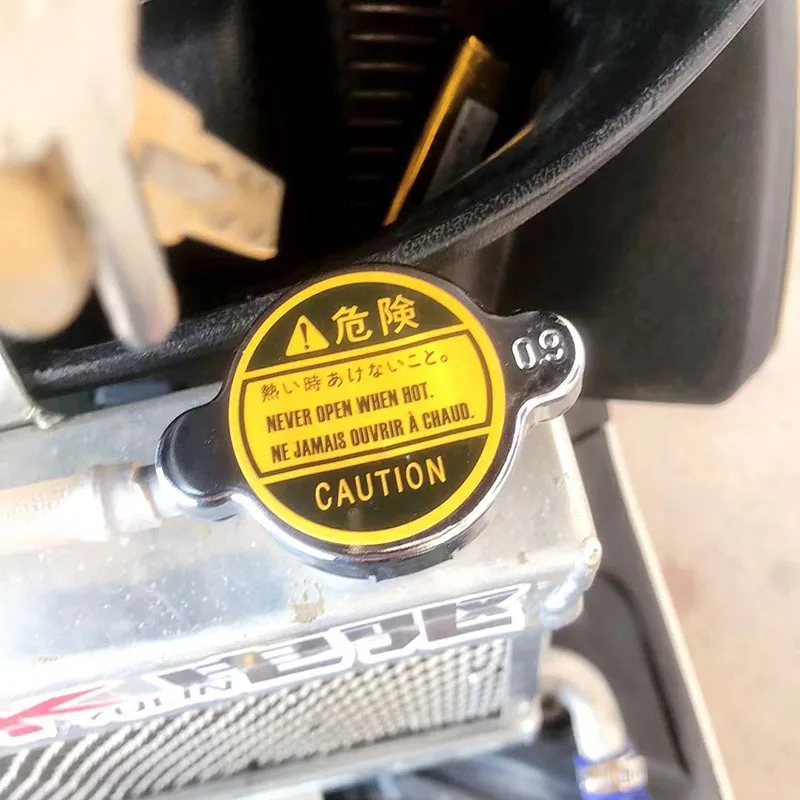 危険
0.9
熱い時あけないこと。
NEVER OPEN WHEN HOT.
NE JAMAIS OUVRIR À CHAUD.
CAUTION